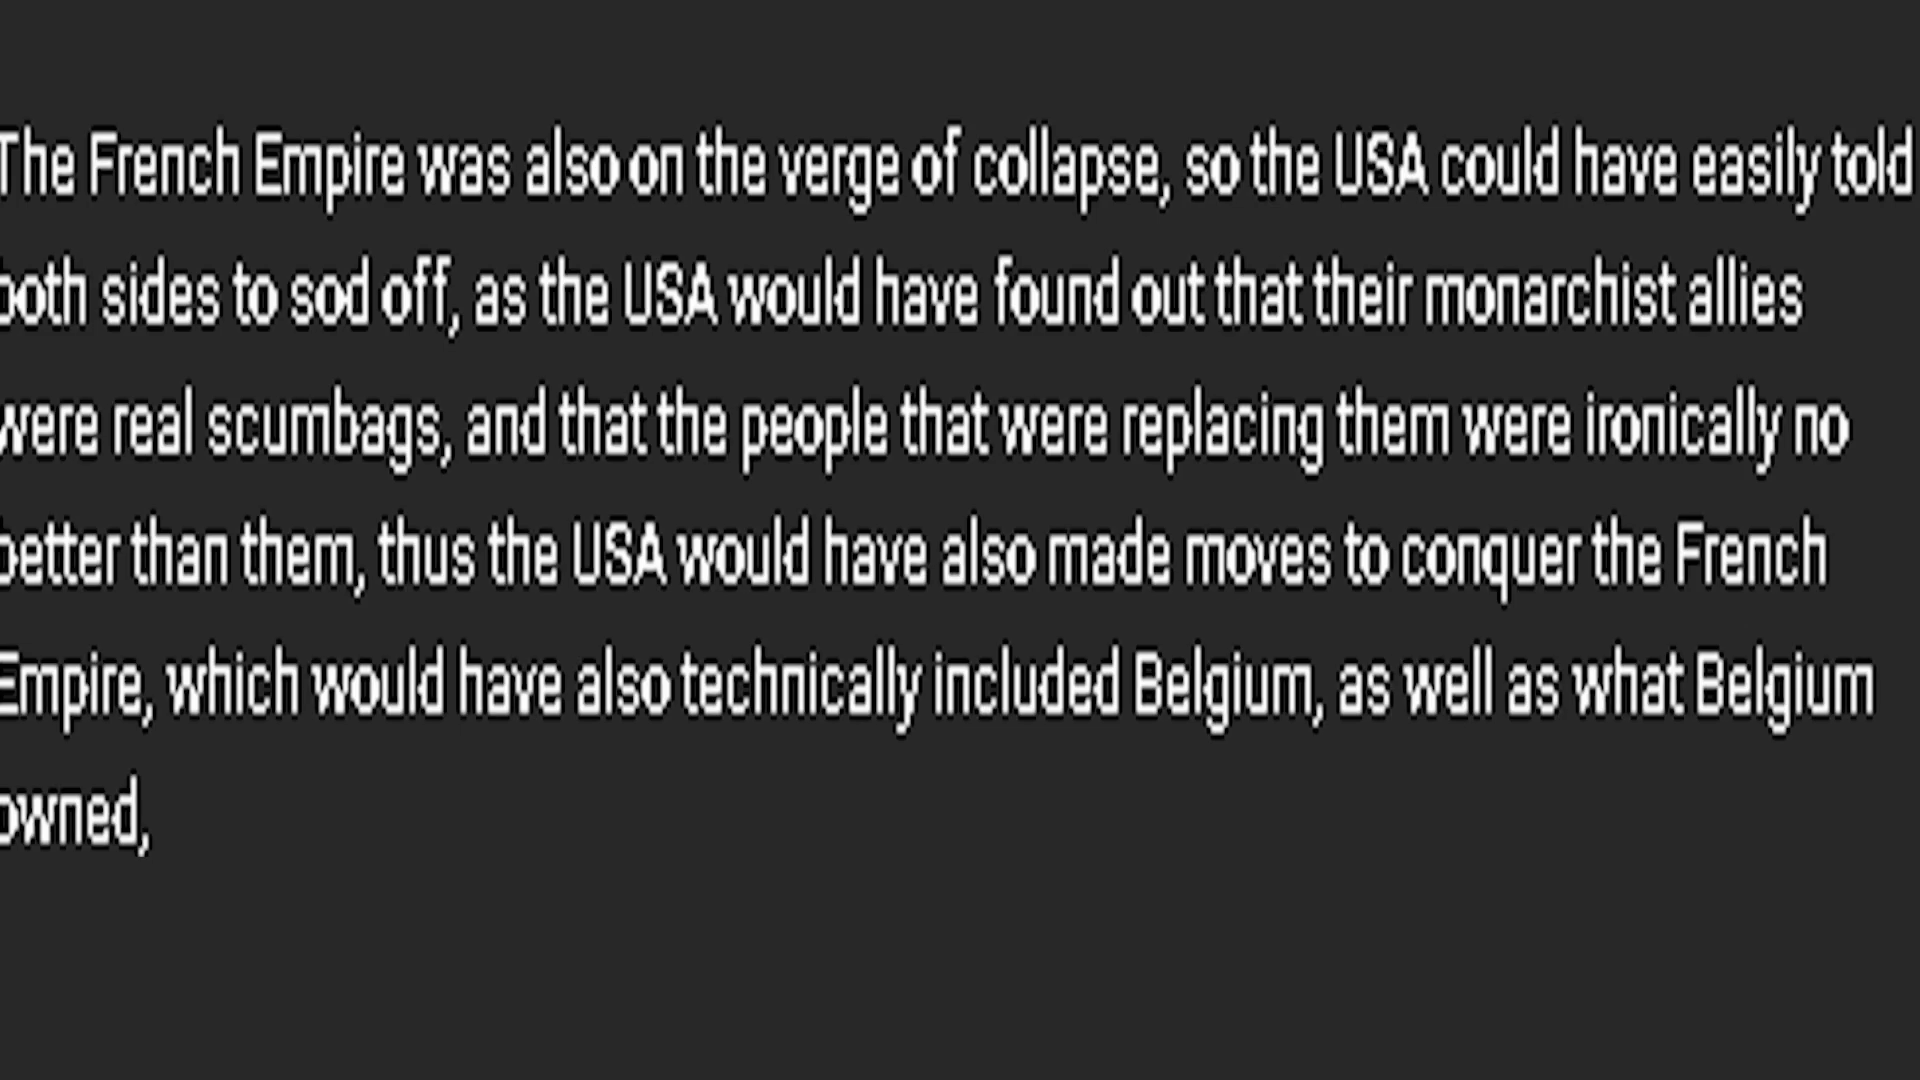 The French Empire was also on the verge of collapse, so the USA could have easily told
both sides to sod off, as the USA would have found out that their monarchist allies
were real scumbags, and that the people that were replacing them were ironically no
better than them, thus the USA would have also made moves to conquer the French
Empire, which would have also technically included Belgium, as well as what Belgium
owned,